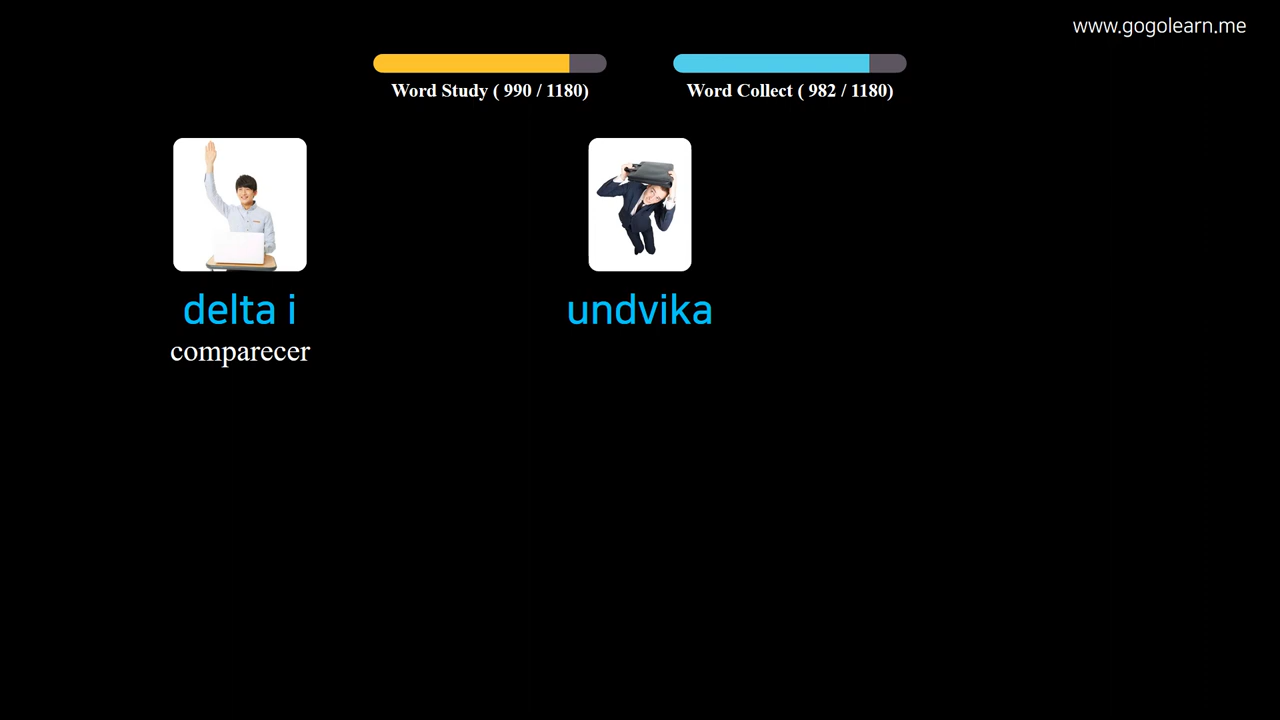 www.gogolearn.me
Word Study ( 990 / 1180)
Word Collect ( 982 / 1180)
delta i
undvika
comparecer